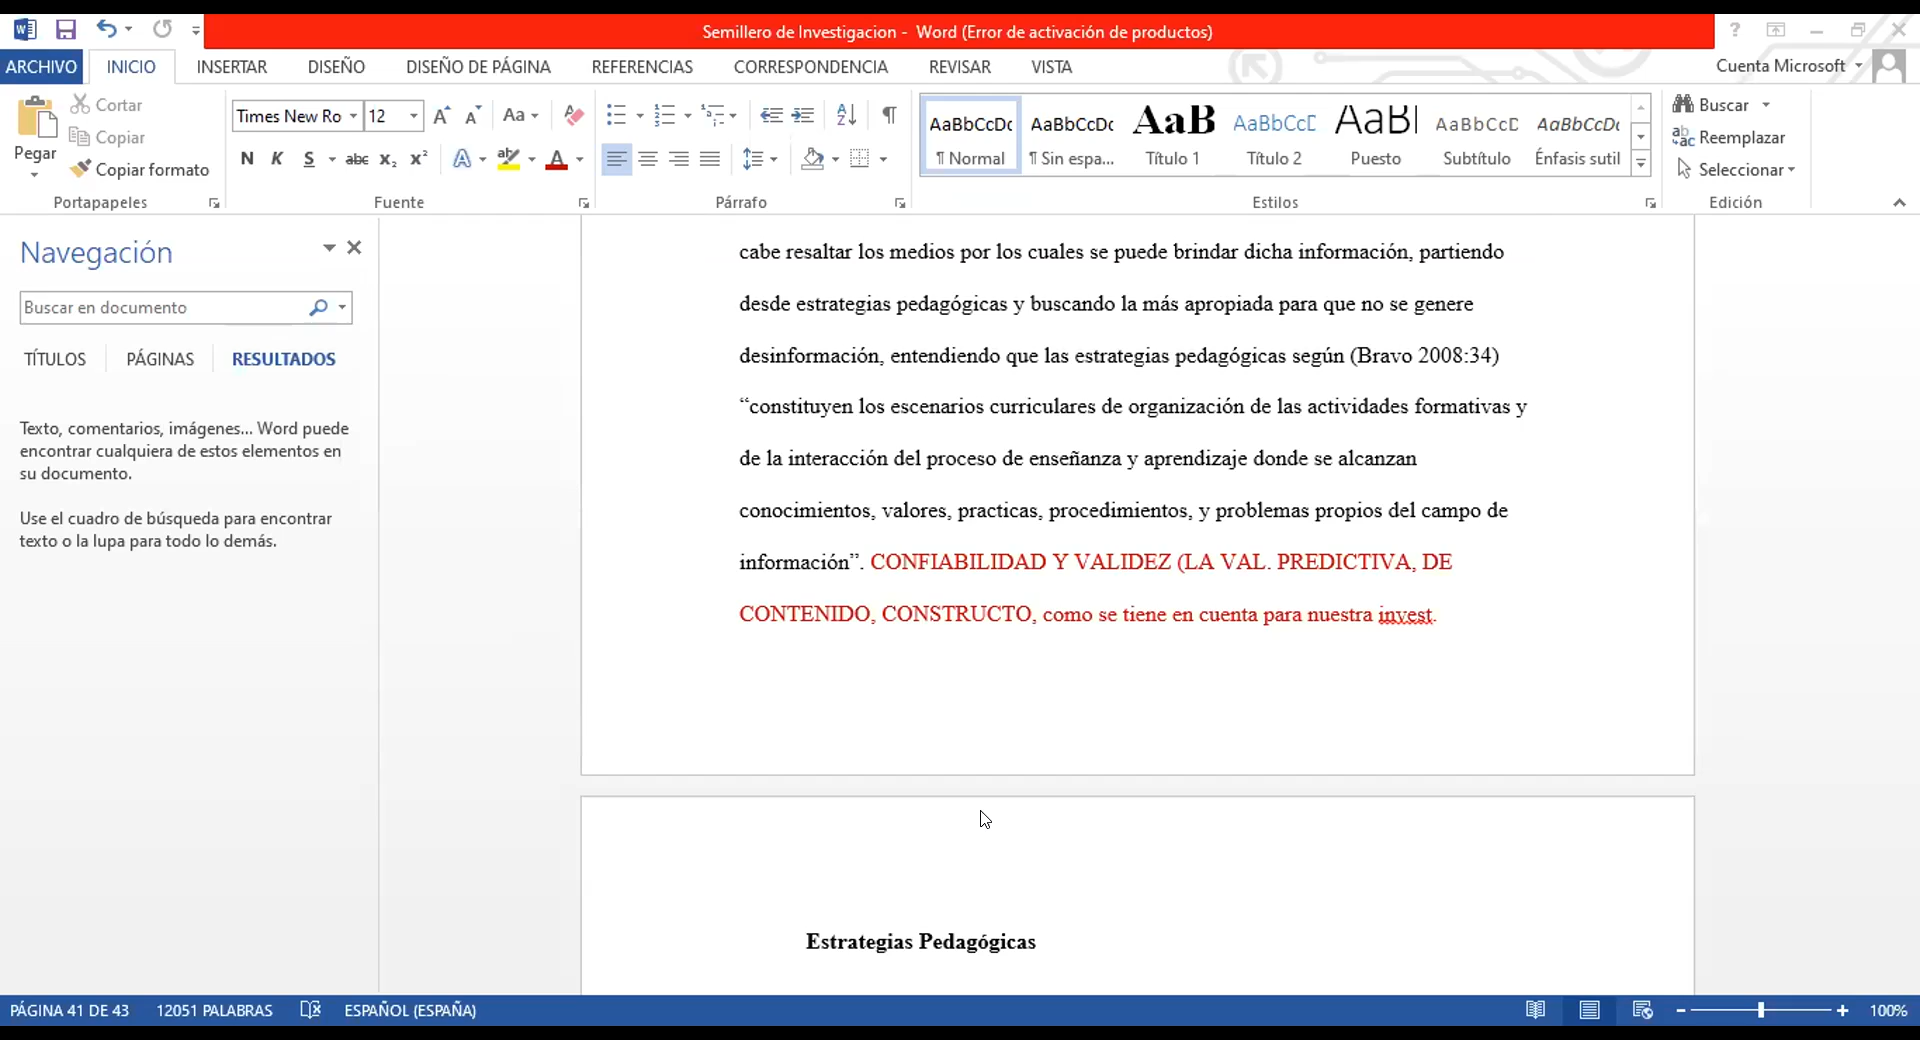 Semillero de Investigacion - Word (Error de activación de productos)
ARCHIVO INICIO INSERTAR DISEÑO DISEÑO DE PÁGINA REFERENCIAS CORRESPONDENCIA REVISAR VISTA Cuenta Microsoft
Pegar
Cortar
Copiar
Copiar formato
Portapapeles
Times New Ro 12
Aa
N K S abc x₂ x²
Fuente
Párrafo
AaBbCcDc AaBbCcDc AaB AaBbCcD AaBb AaBbCcD AaBbCcDc
¶ Normal ¶ Sin espa... Título 1 Título 2 Puesto Subtítulo Énfasis sutil
Estilos
Buscar
Reemplazar
Seleccionar
Edición
Navegación
Buscar en documento
TÍTULOS PÁGINAS RESULTADOS
Texto, comentarios, imágenes... Word puede
encontrar cualquiera de estos elementos en
su documento.
Use el cuadro de búsqueda para encontrar
texto o la lupa para todo lo demás.
cabe resaltar los medios por los cuales se puede brindar dicha información, partiendo
desde estrategias pedagógicas y buscando la más apropiada para que no se genere
desinformación, entendiendo que las estrategias pedagógicas según (Bravo 2008:34)
“constituyen los escenarios curriculares de organización de las actividades formativas y
de la interacción del proceso de enseñanza y aprendizaje donde se alcanzan
conocimientos, valores, practicas, procedimientos, y problemas propios del campo de
información”. CONFIABILIDAD Y VALIDEZ (LA VAL. PREDICTIVA, DE
CONTENIDO, CONSTRUCTO, como se tiene en cuenta para nuestra invest.
Estrategias Pedagógicas
PÁGINA 41 DE 43 12051 PALABRAS ESPAÑOL (ESPAÑA) 100%